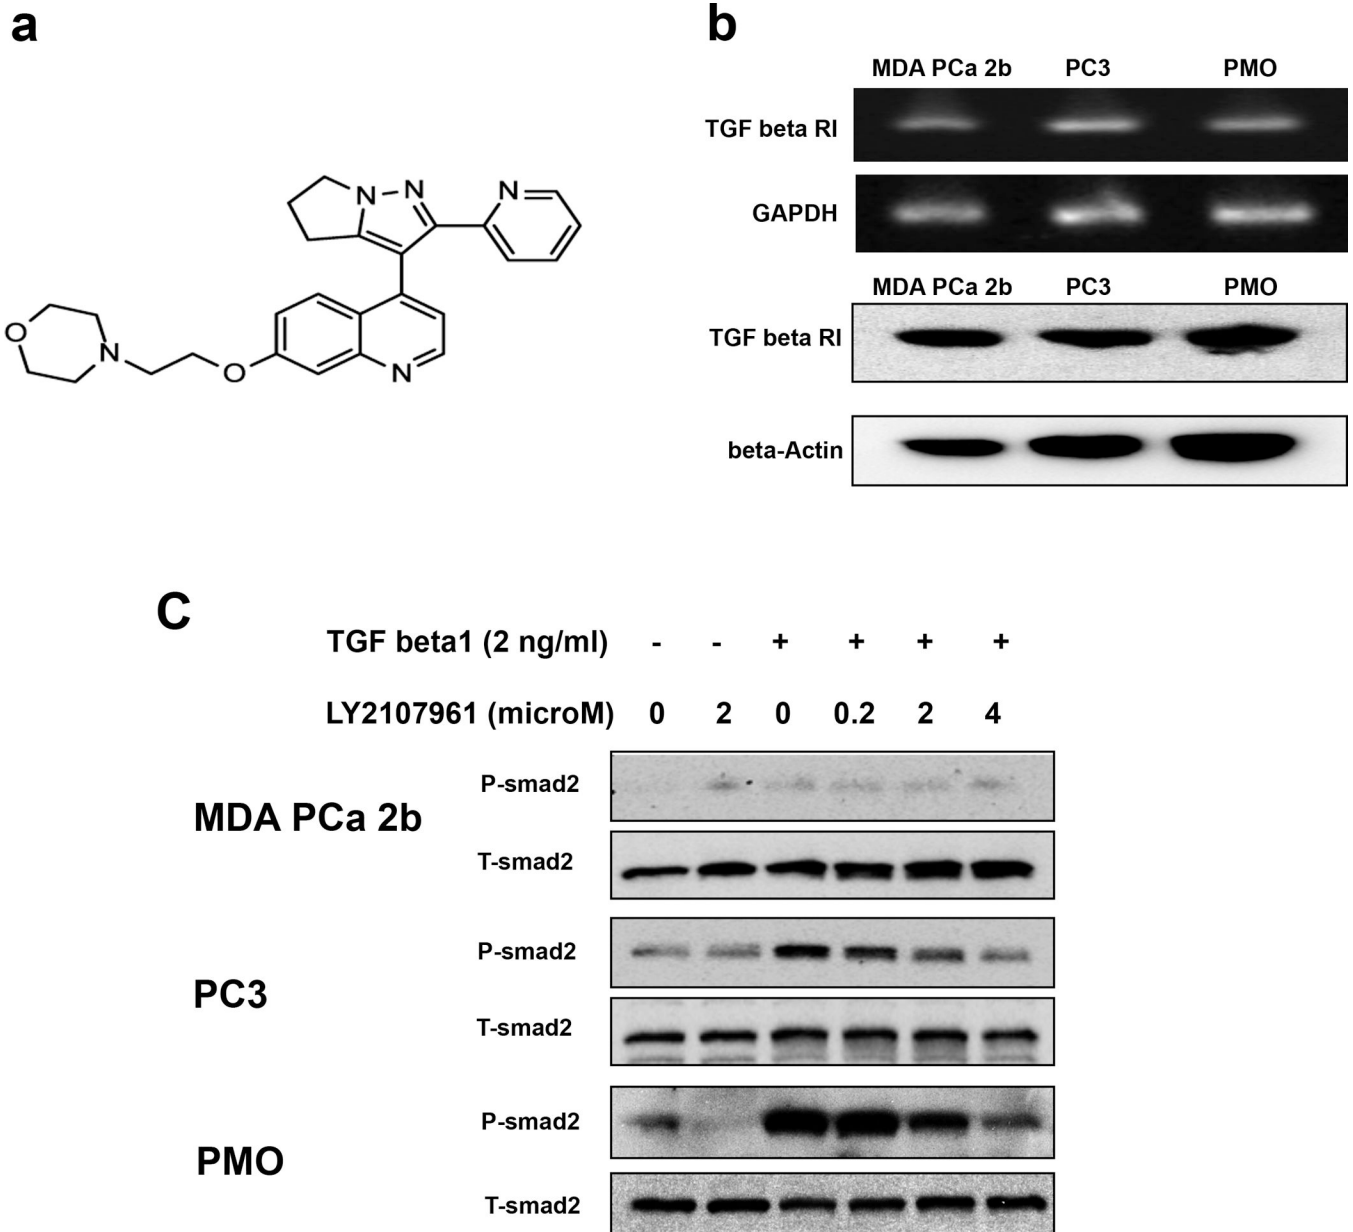 a
N
N
N
N
O
N
O
b
MDA PCa 2b PC3 PMO
TGF beta RI
GAPDH
MDA PCa 2b PC3 PMO
TGF beta RI
beta-Actin
C
TGF beta1 (2 ng/ml) - - + + + +
LY2107961 (microM) 0 2 0 0.2 2 4
MDA PCa 2b
P-smad2
T-smad2
PC3
P-smad2
T-smad2
PMO
P-smad2
T-smad2